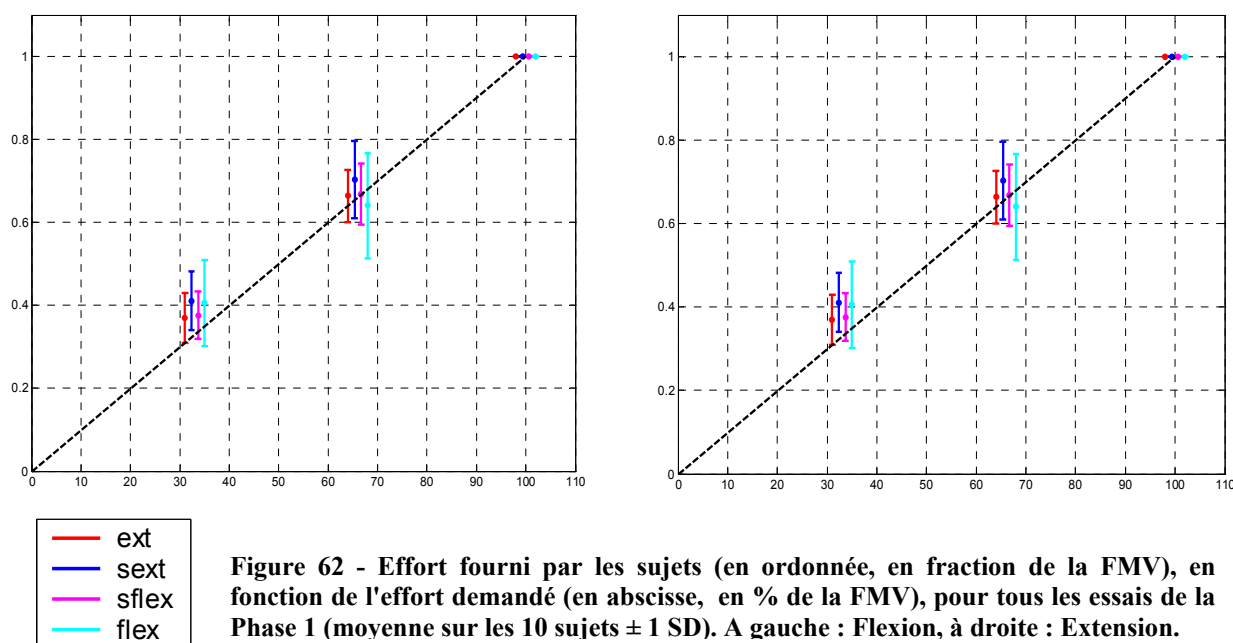 1
0.8
0.6
0.4
0.2
0
0 10 20 30 40 50 60 70 80 90 100 110
1
0.8
0.6
0.4
0.2
0
0 10 20 30 40 50 60 70 80 90 100 110
ext
sext
sflex
flex
Figure 62 - Effort fourni par les sujets (en ordonnée, en fraction de la FMV), en
fonction de l'effort demandé (en abscisse, en % de la FMV), pour tous les essais de la
Phase 1 (moyenne sur les 10 sujets ± 1 SD). A gauche : Flexion, à droite : Extension.